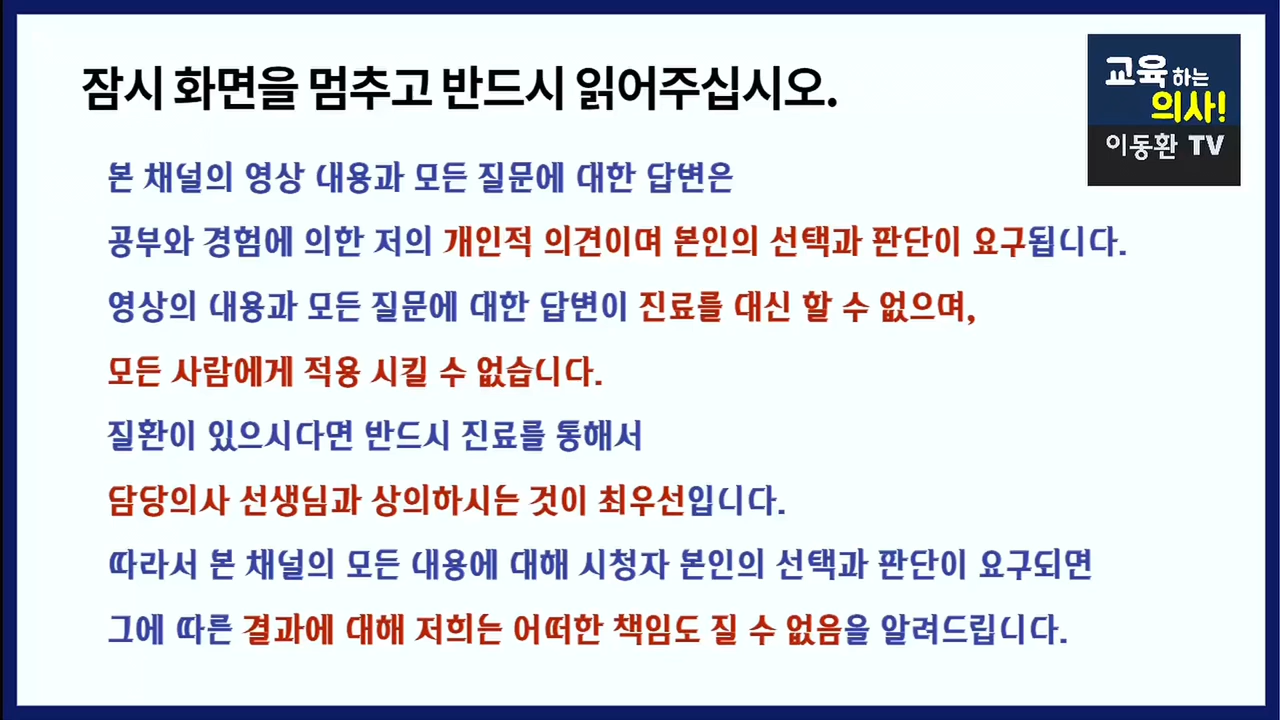 잠시 화면을 멈추고 반드시 읽어주십시오.
교육하는
의사!
이동환 TV
본 채널의 영상 내용과 모든 질문에 대한 답변은
공부와 경험에 의한 저의 개인적 의견이며 본인의 선택과 판단이 요구됩니다.
영상의 내용과 모든 질문에 대한 답변이 진료를 대신 할 수 없으며,
모든 사람에게 적용 시킬 수 없습니다.
질환이 있으시다면 반드시 진료를 통해서
담당의사 선생님과 상의하시는 것이 최우선입니다.
따라서 본 채널의 모든 내용에 대해 시청자 본인의 선택과 판단이 요구되면
그에 따른 결과에 대해 저희는 어떠한 책임도 질 수 없음을 알려드립니다.